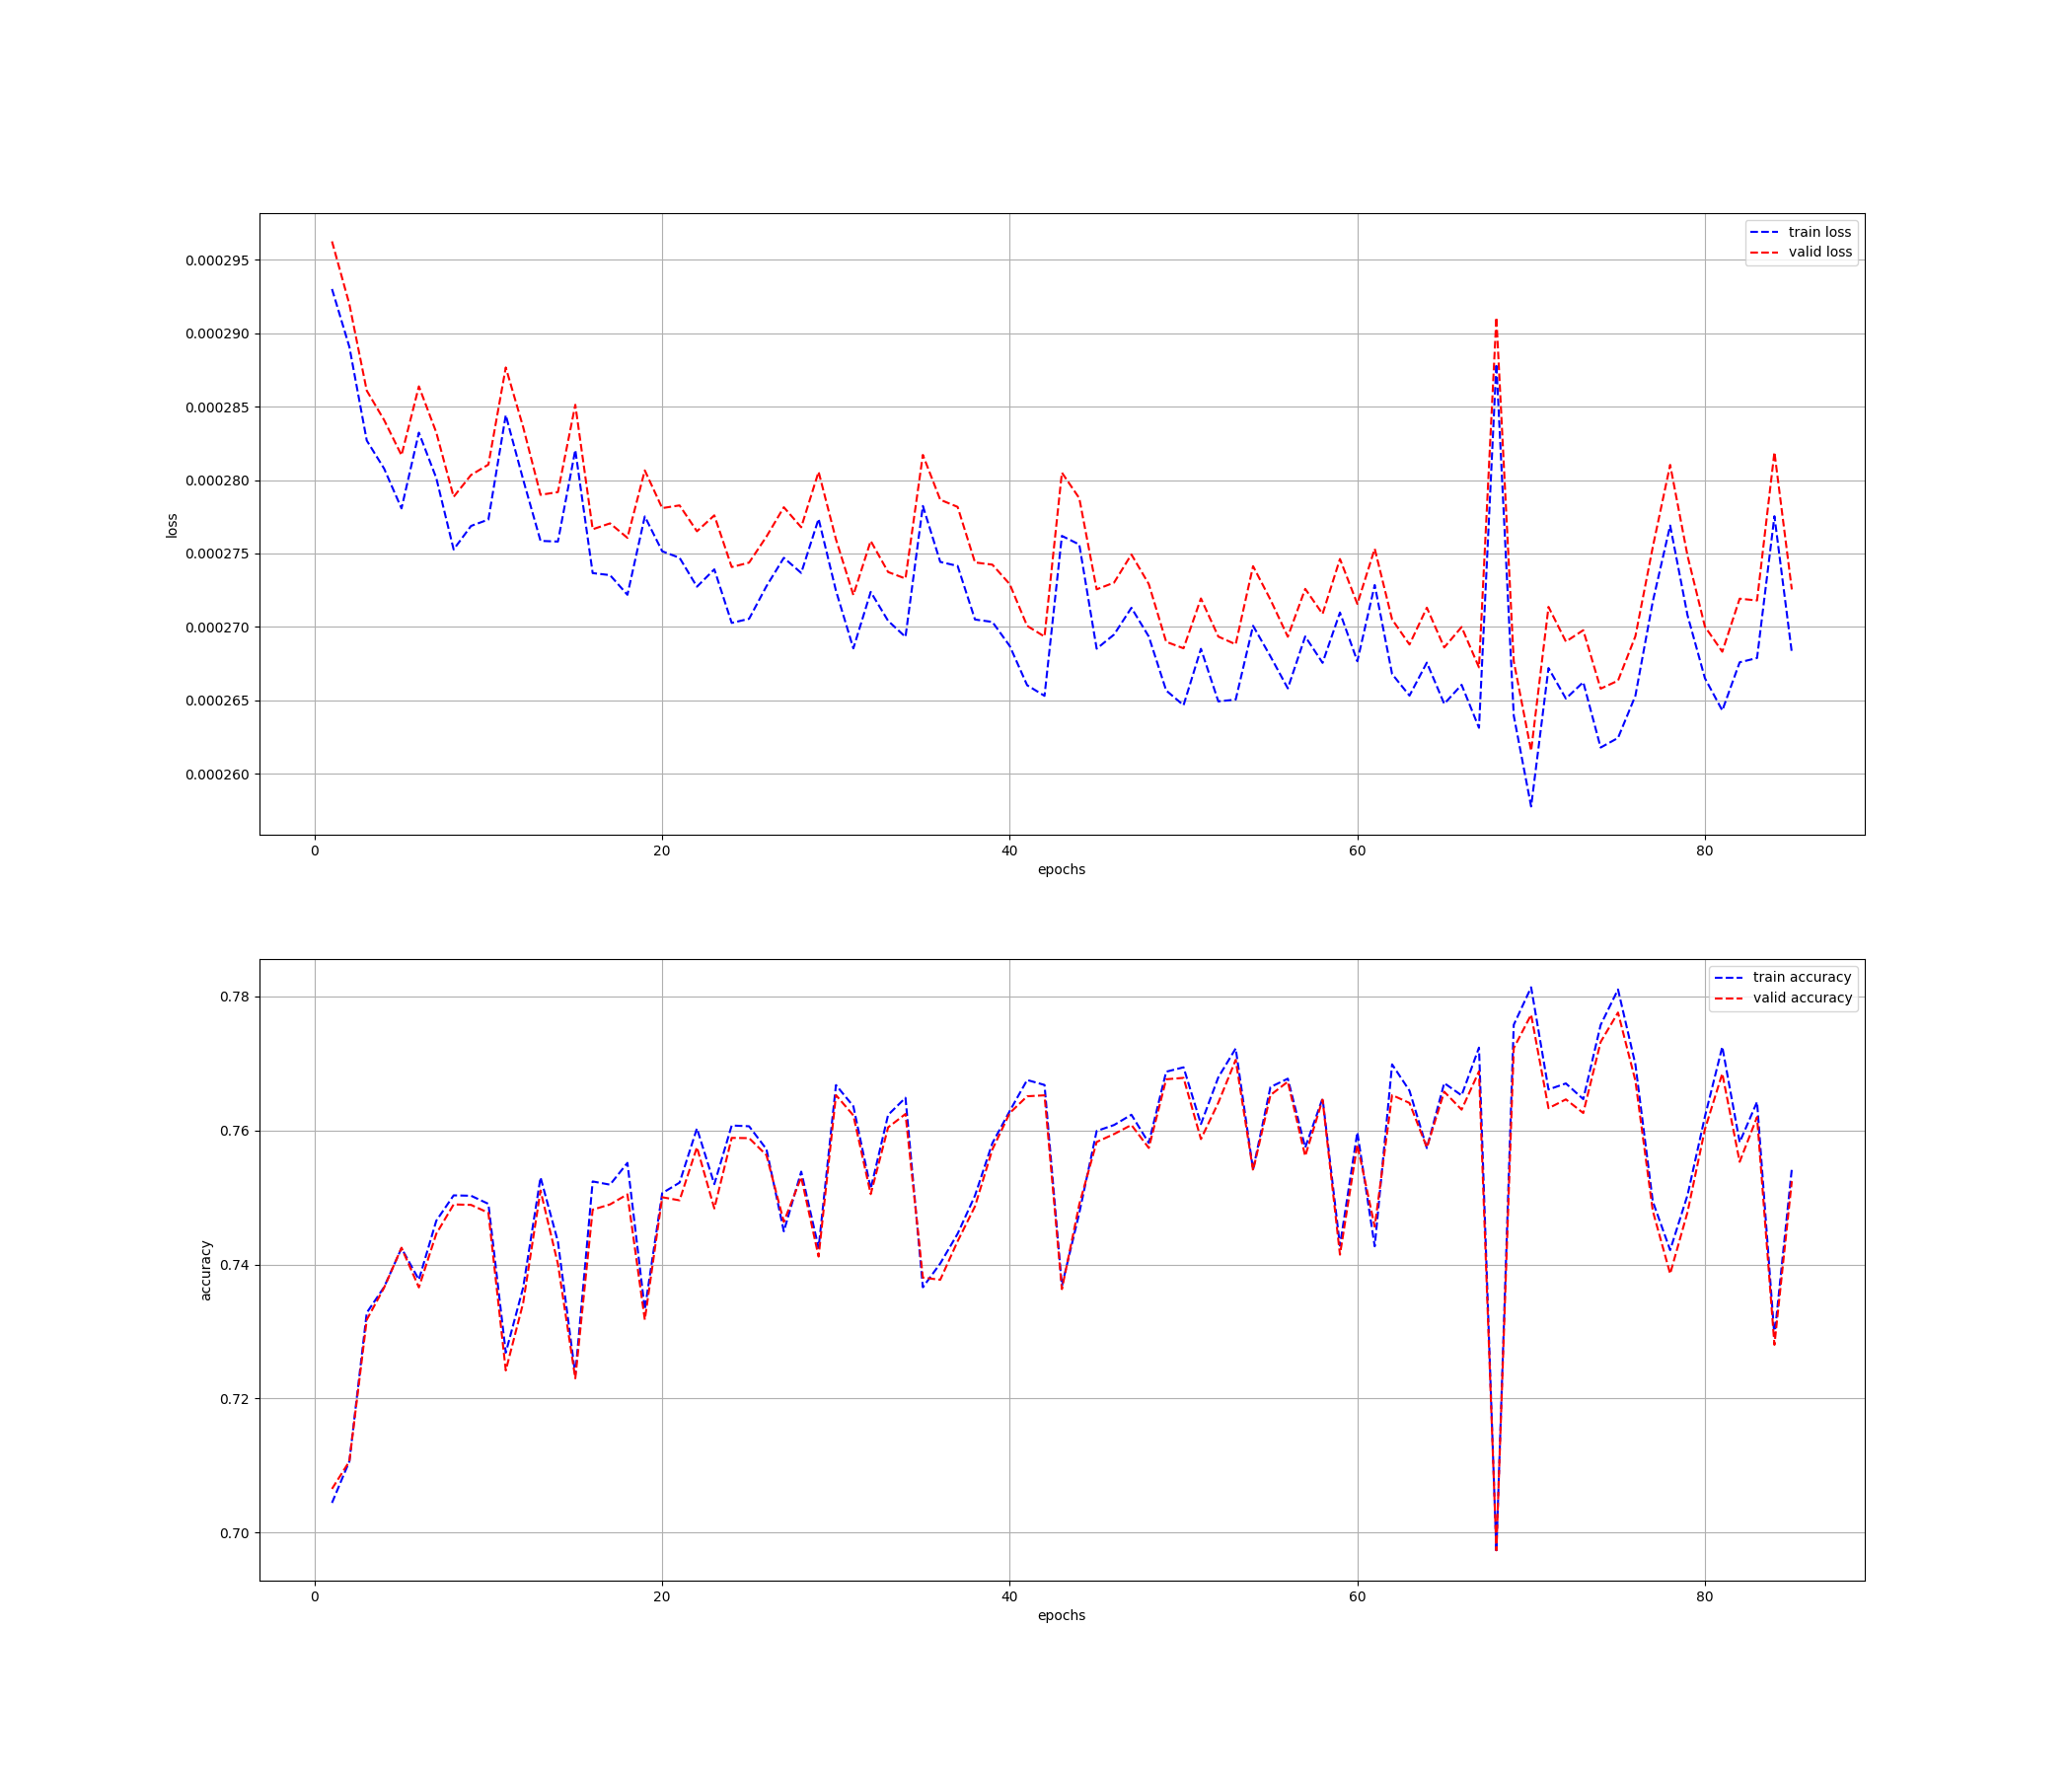 train loss
valid loss
0.000295
0.000290
0.000285
0.000280
0.000275
0.000270
0.000265
0.000260
loss
0 20 40 60 80
epochs
train accuracy
valid accuracy
0.78
0.76
0.74
0.72
0.70
accuracy
0 20 40 60 80
epochs